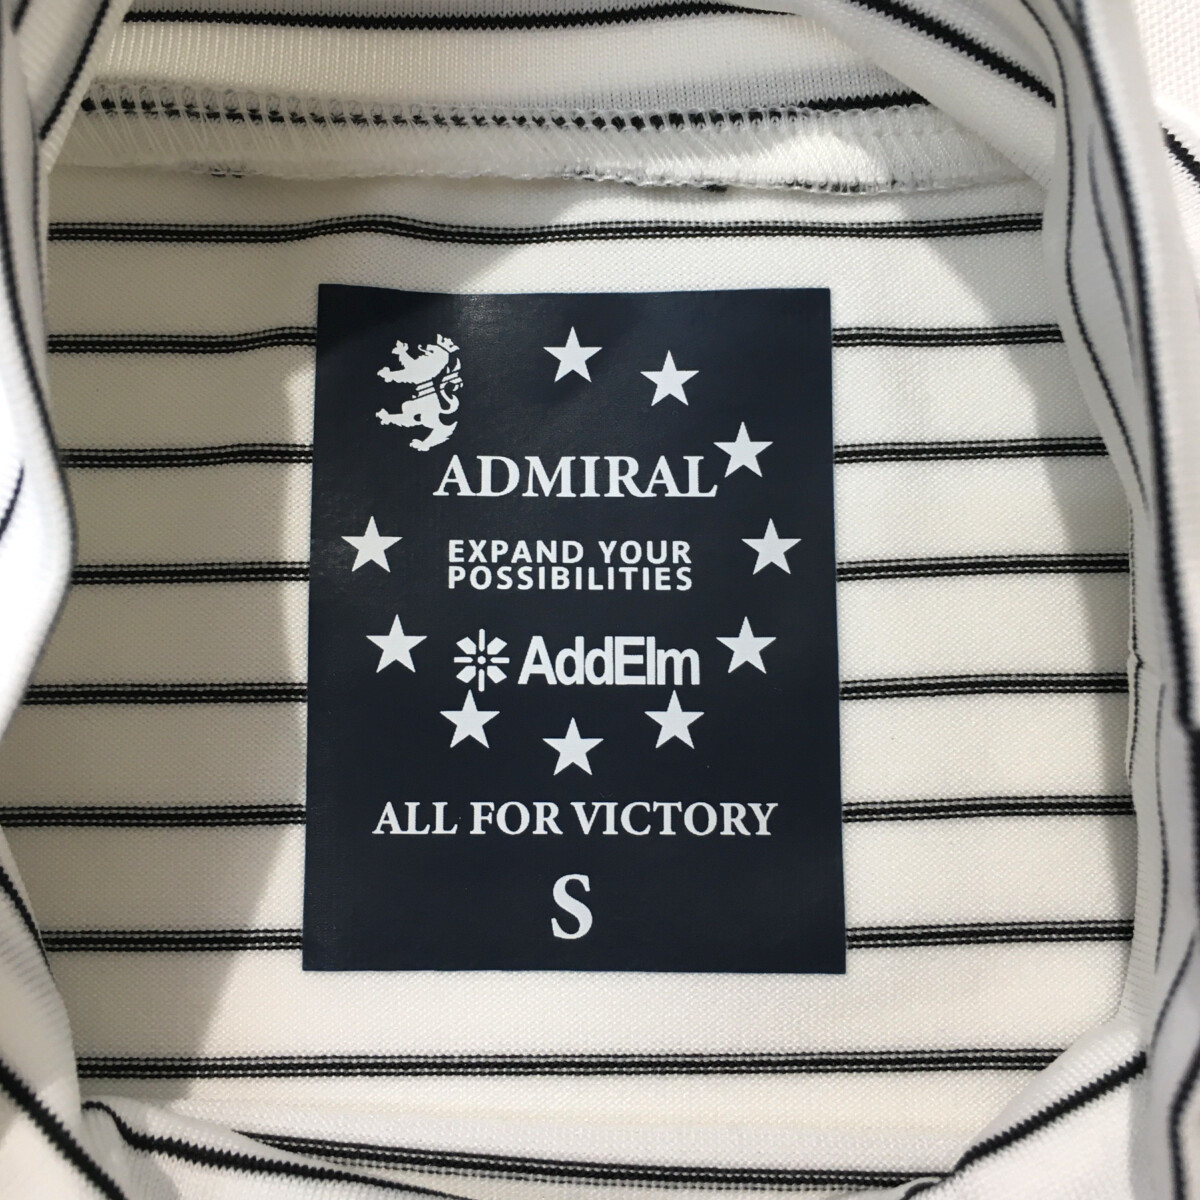 ADMIRAL
EXPAND YOUR
POSSIBILITIES
AddElm
ALL FOR VICTORY
S